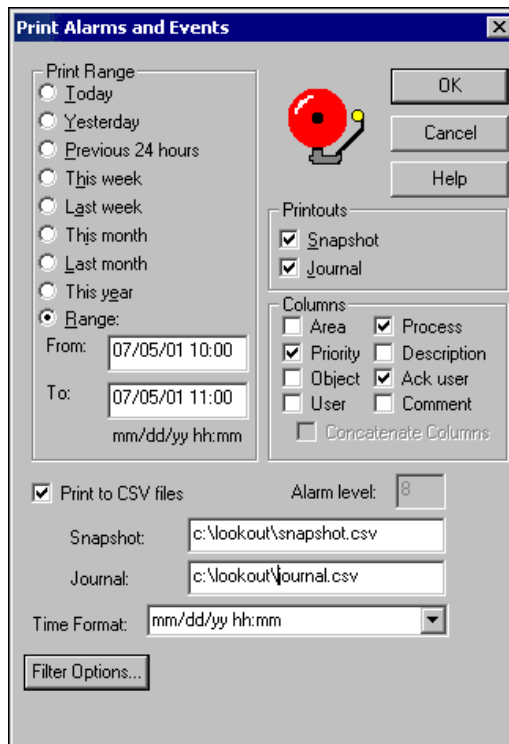 Print Alarms and Events
Print Range
Today
Yesterday
Previous 24 hours
This week
Last week
This month
Last month
This year
Range:
From: 07/05/01 10:00
To: 07/05/01 11:00
mm/dd/yy hh:mm
OK
Cancel
Help
Printouts
Snapshot
Journal
Columns
Area Process
Priority Description
Object Ack user
User Comment
Concatenate Columns
Print to CSV files Alarm level: 8
Snapshot: c:\lookout\snapshot.csv
Journal: c:\lookout\journal.csv
Time Format: mm/dd/yy hh:mm
Filter Options...